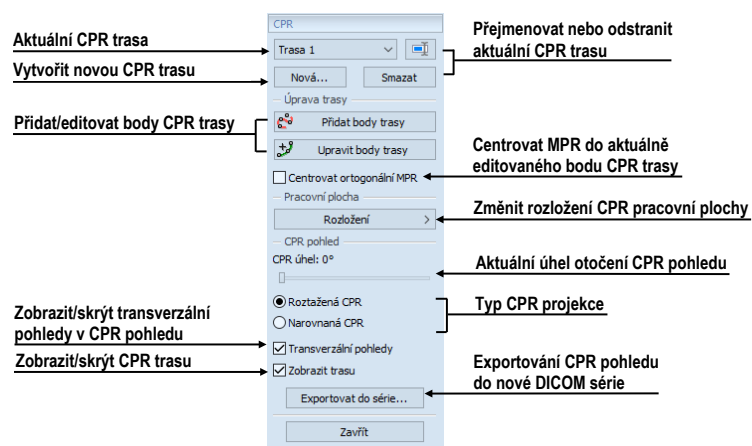 CPR
Aktuální CPR trasa
Trasa 1
Přejmenovat nebo odstranit
aktuální CPR trasu
Vytvořit novou CPR trasu
Nová...
Smazat
Úprava trasy
Přidat/editovat body CPR trasy
Přidat body trasy
Upravit body trasy
Centrovat MPR do aktuálně
editovaného bodu CPR trasy
Centrovat ortogonální MPR
Pracovní plocha
Rozložení
Změnit rozložení CPR pracovní plochy
CPR pohled
CPR úhel: 0°
Aktuální úhel otočení CPR pohledu
Roztažená CPR
Typ CPR projekce
Narovnaná CPR
Zobrazit/skrýt transverzální
pohledy v CPR pohledu
Transverzální pohledy
Zobrazit/skrýt CPR trasu
Zobrazit trasu
Exportování CPR pohledu
do nové DICOM série
Exportovat do série...
Zavřít